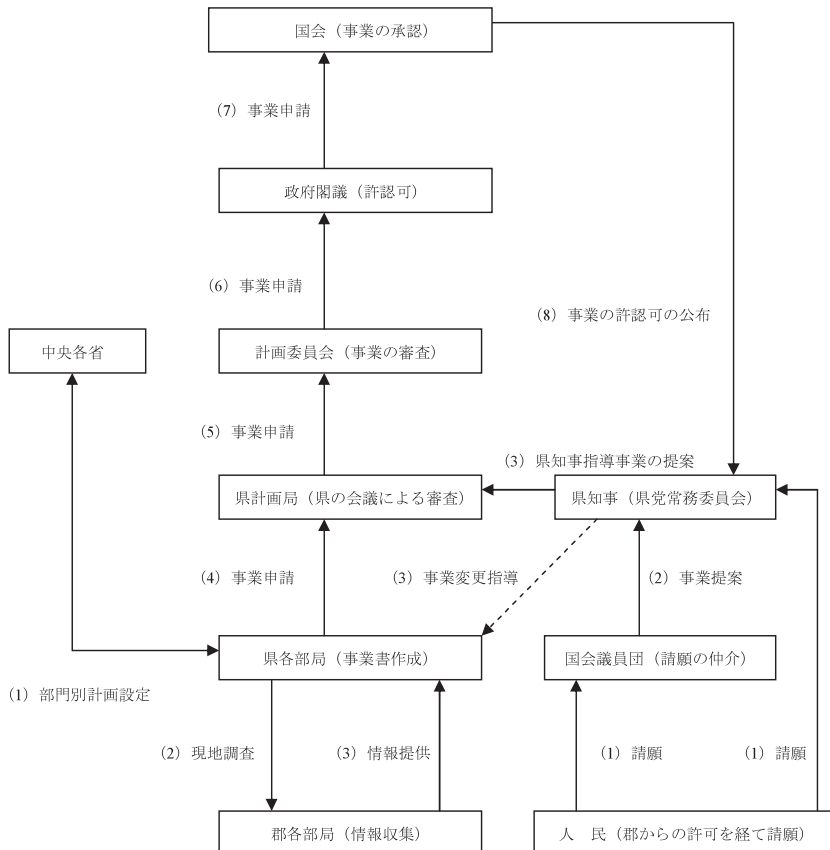 国会（事業の承認）
（7）事業申請
政府閣議（許認可）
（6）事業申請
（8）事業の許認可の公布
中央各省
計画委員会（事業の審査）
（5）事業申請
（3）県知事指導事業の提案
県計画局（県の会議による審査）
県知事（県党常務委員会）
（4）事業申請
（3）事業変更指導
（2）事業提案
県各部局（事業書作成）
国会議員団（請願の仲介）
（1）部門別計画設定
（2）現地調査
（3）情報提供
（1）請願
（1）請願
郡各部局（情報収集）
人　民（郡からの許可を経て請願）